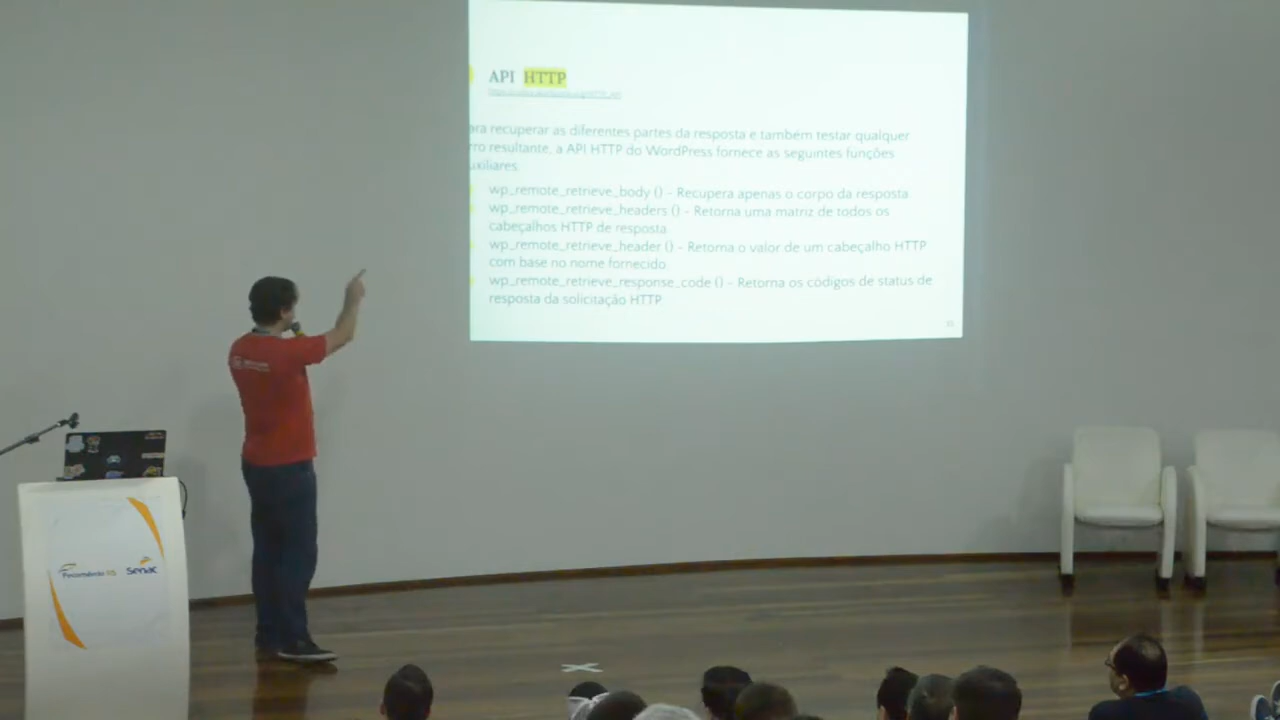 API HTTP
ara recuperar as diferentes partes da resposta e também testar qualquer
rro resultante, a API HTTP do WordPress fornece as seguintes funções
uxiliares.
wp_remote_retrieve_body () - Recupera apenas o corpo da resposta.
wp_remote_retrieve_headers () - Retorna uma matriz de todos os
cabeçalhos HTTP de resposta.
wp_remote_retrieve_header () - Retorna o valor de um cabeçalho HTTP
com base no nome fornecido.
wp_remote_retrieve_response_code () - Retorna os códigos de status de
resposta da solicitação HTTP
Fecomércio RS
Senac